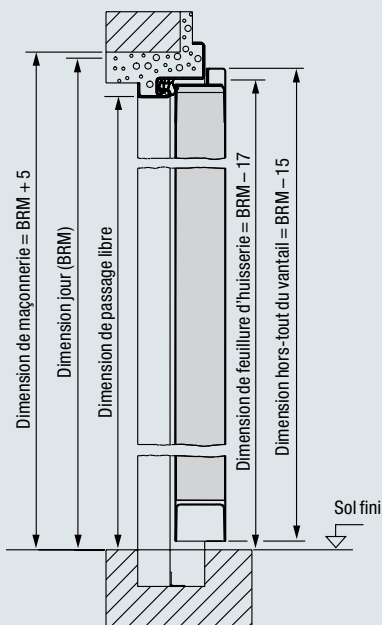 Dimension de maçonnerie = BRM + 5
Dimension jour (BRM)
Dimension de passage libre
Dimension de feuillure d'huisserie = BRM – 17
Dimension hors-tout du vantail = BRM – 15
Sol fini